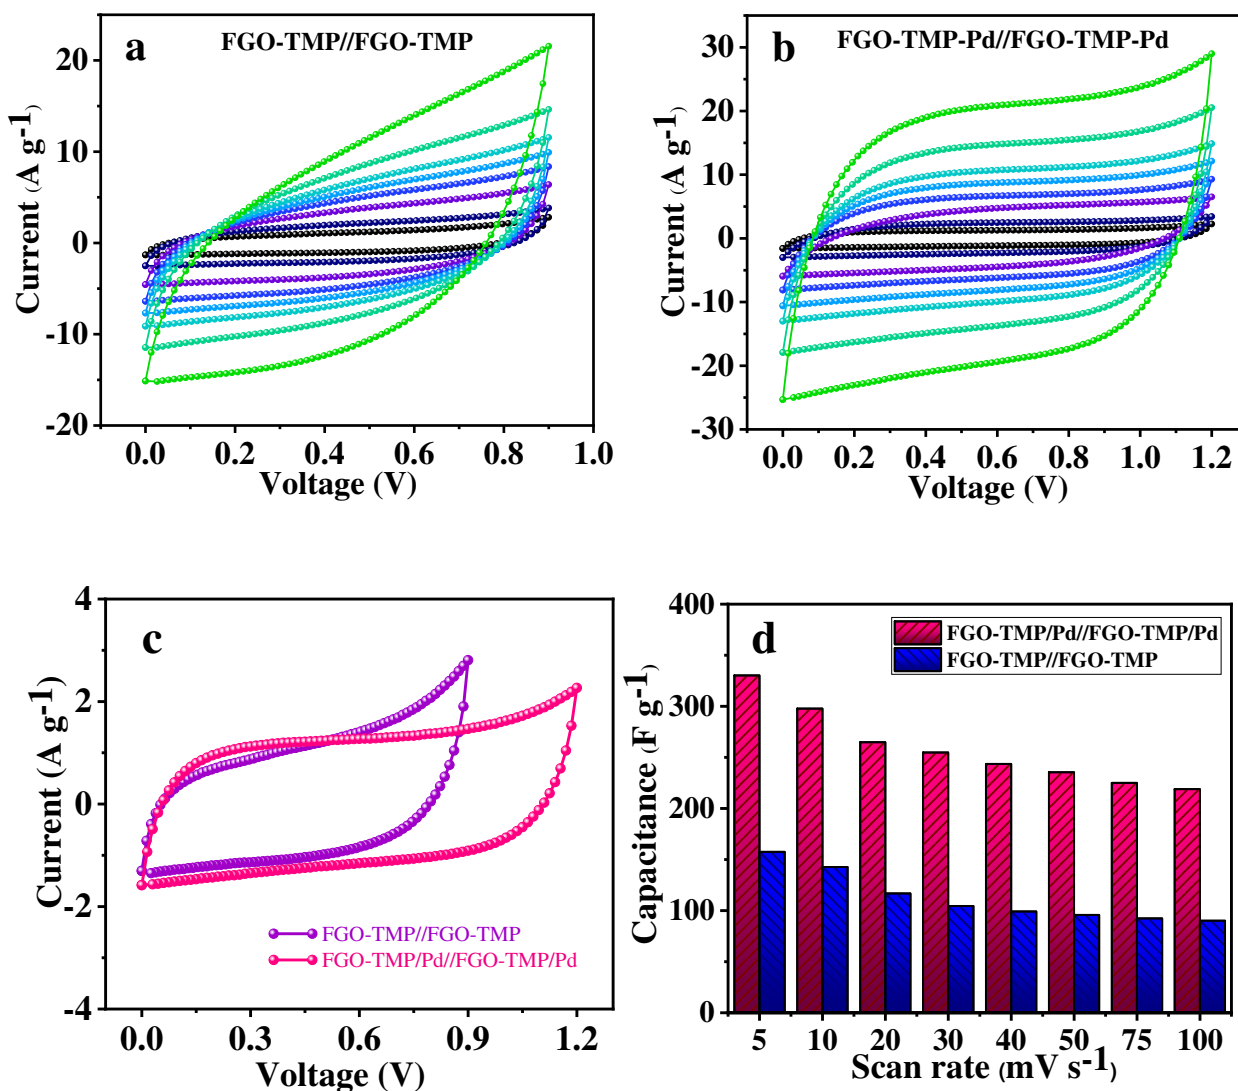 a
FGO-TMP//FGO-TMP
Current (A g-1)
20
10
0
-10
-20
0.0 0.2 0.4 0.6 0.8 1.0
Voltage (V)
b
FGO-TMP-Pd//FGO-TMP-Pd
Current (A g-1)
30
20
10
0
-10
-20
-30
0.0 0.2 0.4 0.6 0.8 1.0 1.2
Voltage (V)
c
Current (A g-1)
4
2
0
-2
-4
FGO-TMP//FGO-TMP
FGO-TMP/Pd//FGO-TMP/Pd
0.0 0.3 0.6 0.9 1.2
Voltage (V)
d
FGO-TMP/Pd//FGO-TMP/Pd
FGO-TMP//FGO-TMP
Capacitance (F g-1)
400
300
200
100
0
5 10 20 30 40 50 75 100
Scan rate (mV s-1)